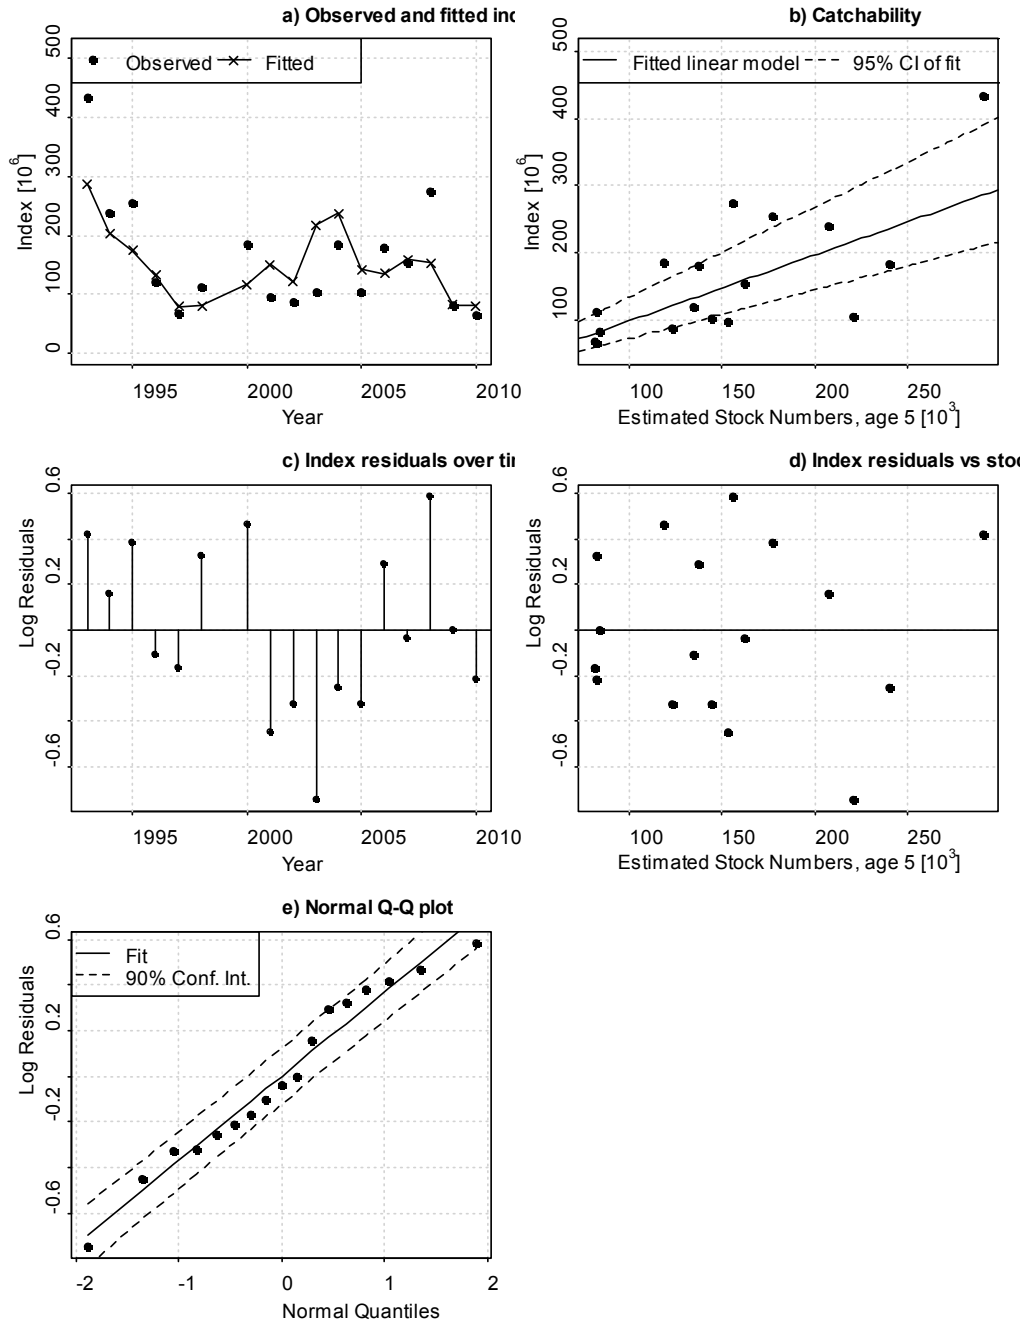 a) Observed and fitted ind
Observed Fitted
Index [10^6]
0 100 200 300 400 500
1995 2000 2005 2010
Year
b) Catchability
Fitted linear model 95% CI of fit
Index [10^6]
100 200 300 400 500
100 150 200 250
Estimated Stock Numbers, age 5 [10^3]
c) Index residuals over tir
Log Residuals
-0.6 -0.2 0.2 0.6
1995 2000 2005 2010
Year
d) Index residuals vs stoc
Log Residuals
-0.6 -0.2 0.2 0.6
100 150 200 250
Estimated Stock Numbers, age 5 [10^3]
e) Normal Q-Q plot
Fit
90% Conf. Int.
Log Residuals
-0.6 -0.2 0.2 0.6
-2 -1 0 1 2
Normal Quantiles